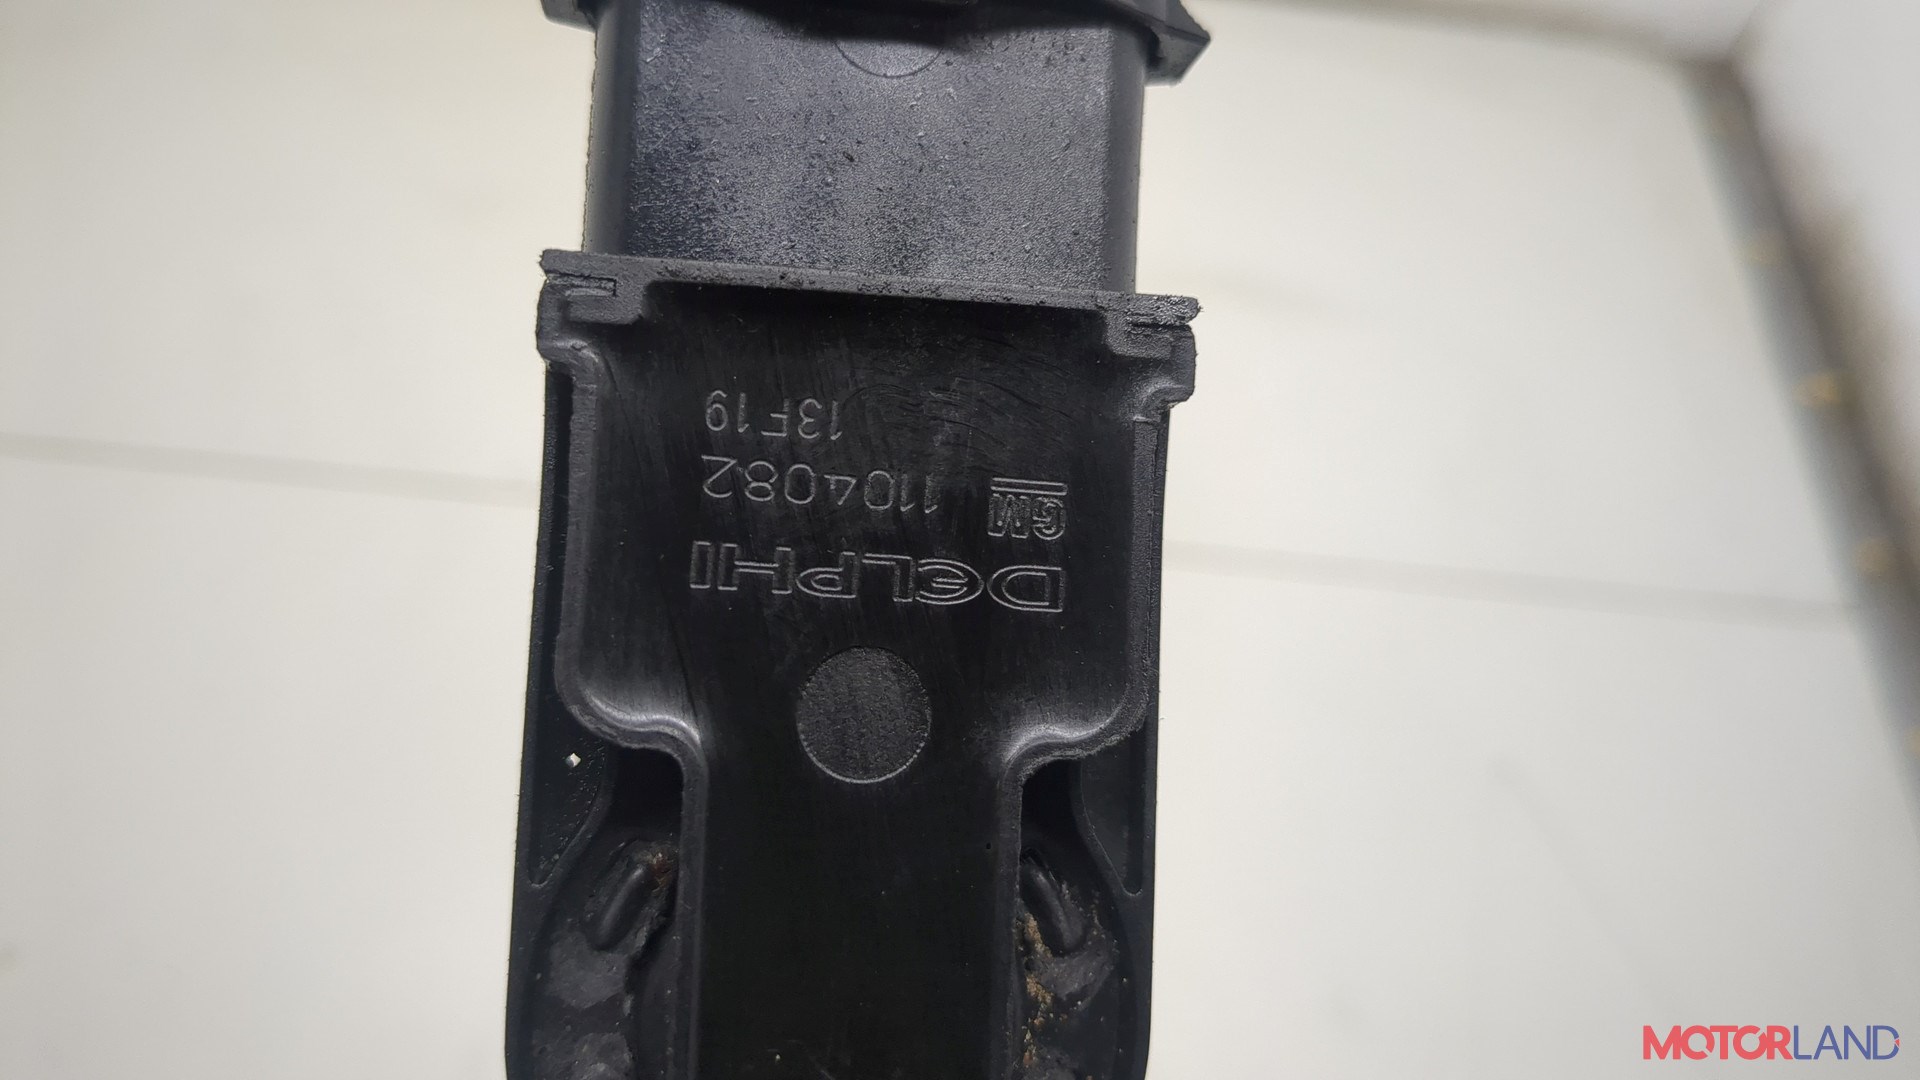 DELPHI
GM 1104082
13F19
MOTORLAND